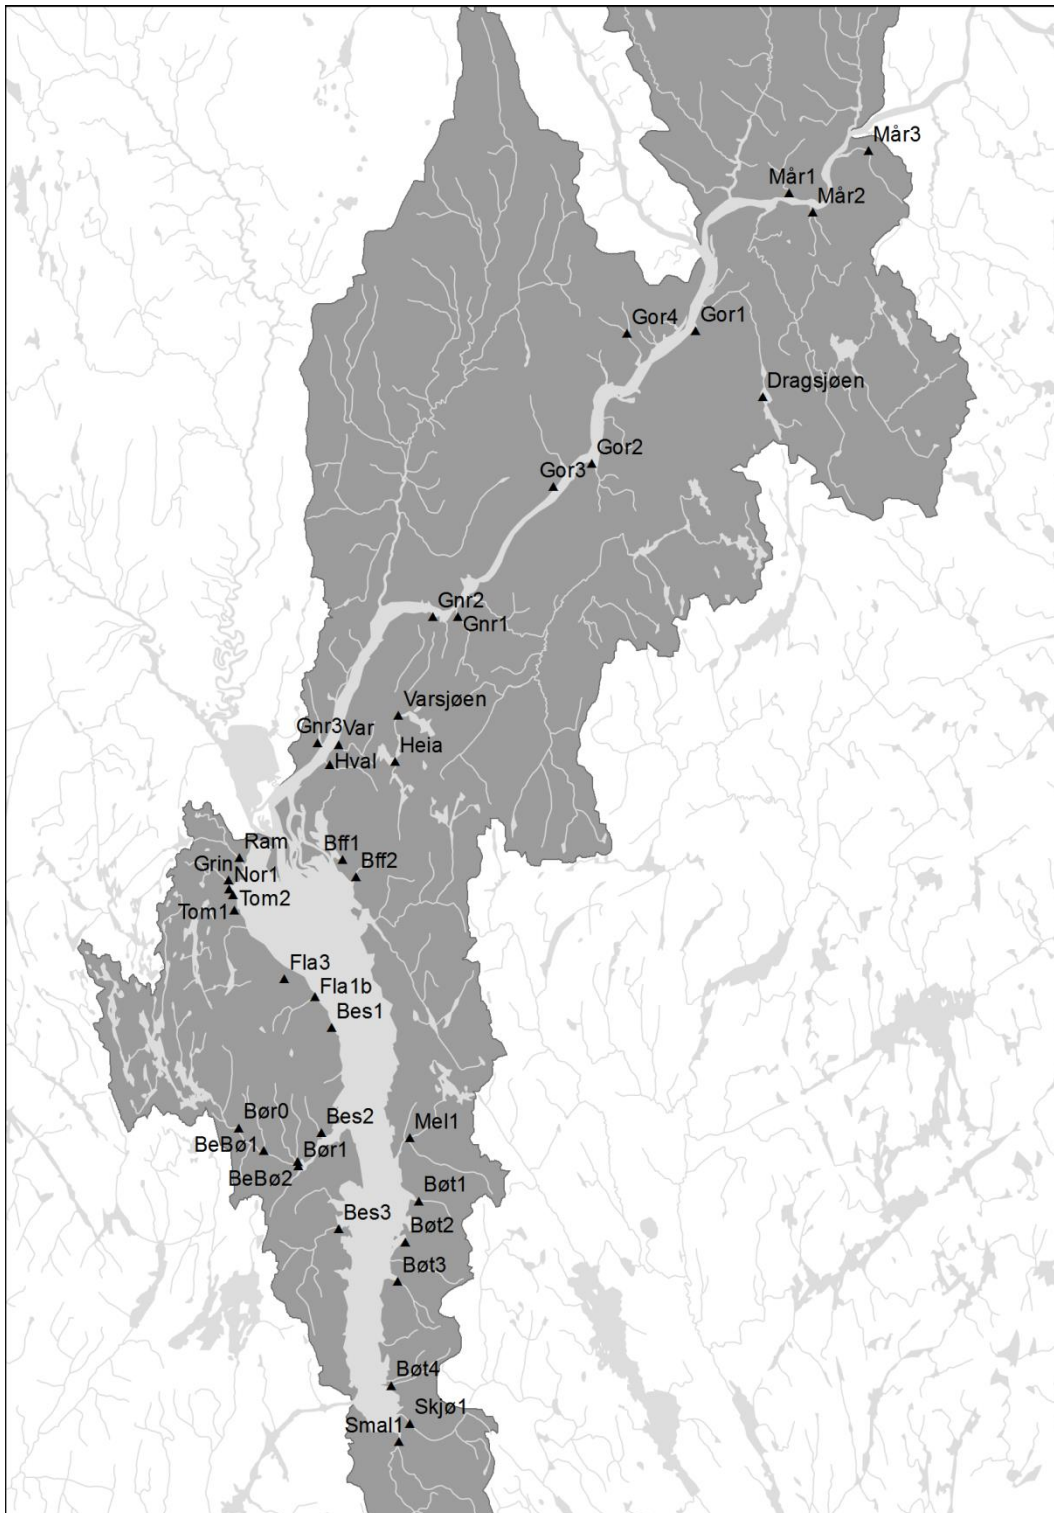 Mår3
Mår1
Mår2
Gor4
Gor1
Dragsjøen
Gor2
Gor3
Gnr2
Gnr1
Varsjøen
Gnr3
Var
Heia
Hval
Ram
Bff1
Grin
Bff2
Nor1
Tom2
Tom1
Fla3
Fla1b
Bes1
Bør0
Bes2
Mel1
BeBø1
Bør1
BeBø2
Bøt1
Bes3
Bøt2
Bøt3
Bøt4
Skjø1
Smal1